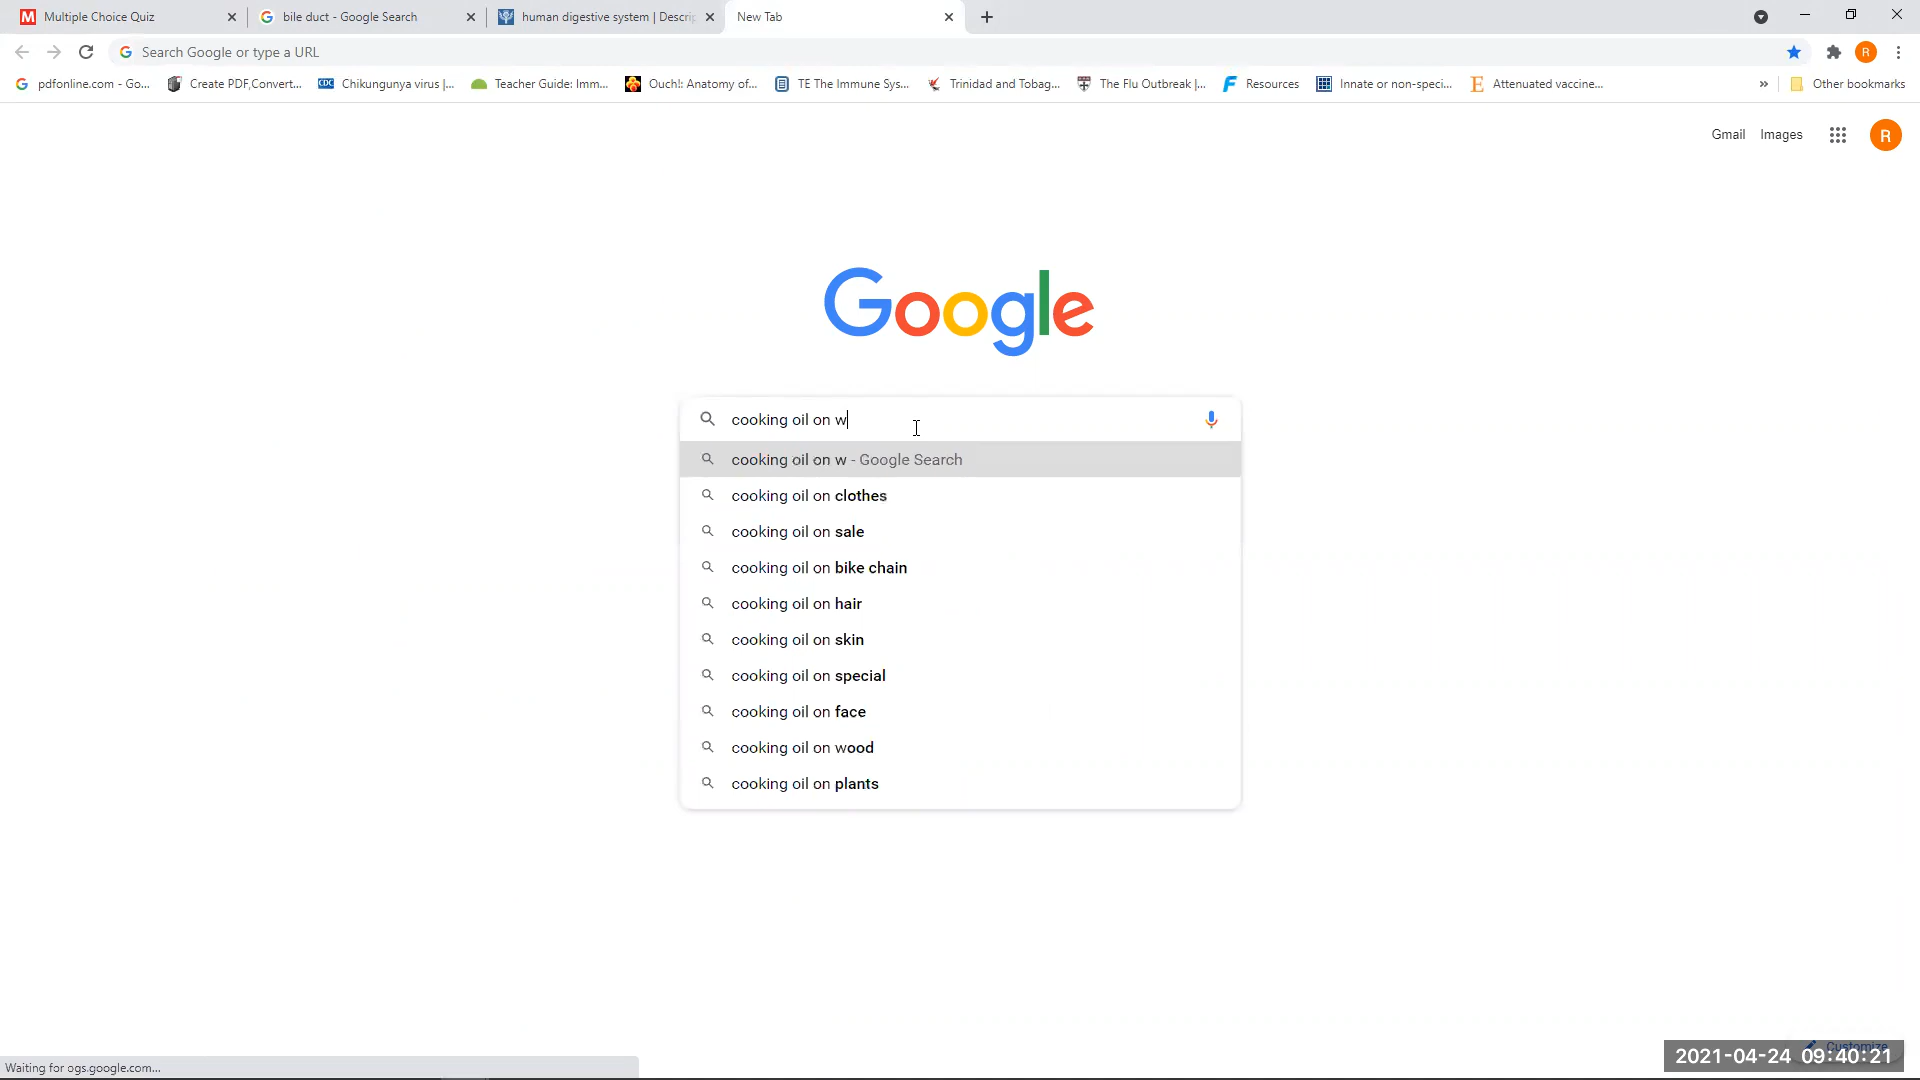 Multiple Choice Quiz
bile duct - Google Search
human digestive system | Descrip
New Tab
Search Google or type a URL
R
pdfonline.com - Go...
Create PDF,Convert...
CDC
Chikungunya virus |...
Teacher Guide: Imm...
Ouch!: Anatomy of...
TE The Immune Sys...
Trinidad and Tobag...
The Flu Outbreak |...
Resources
Innate or non-speci...
Attenuated vaccine...
»
Other bookmarks
Gmail
Images
R
Google
cooking oil on w
cooking oil on w - Google Search
cooking oil on clothes
cooking oil on sale
cooking oil on bike chain
cooking oil on hair
cooking oil on skin
cooking oil on special
cooking oil on face
cooking oil on wood
cooking oil on plants
Customize
2021-04-24 09:40:21
Waiting for ogs.google.com...